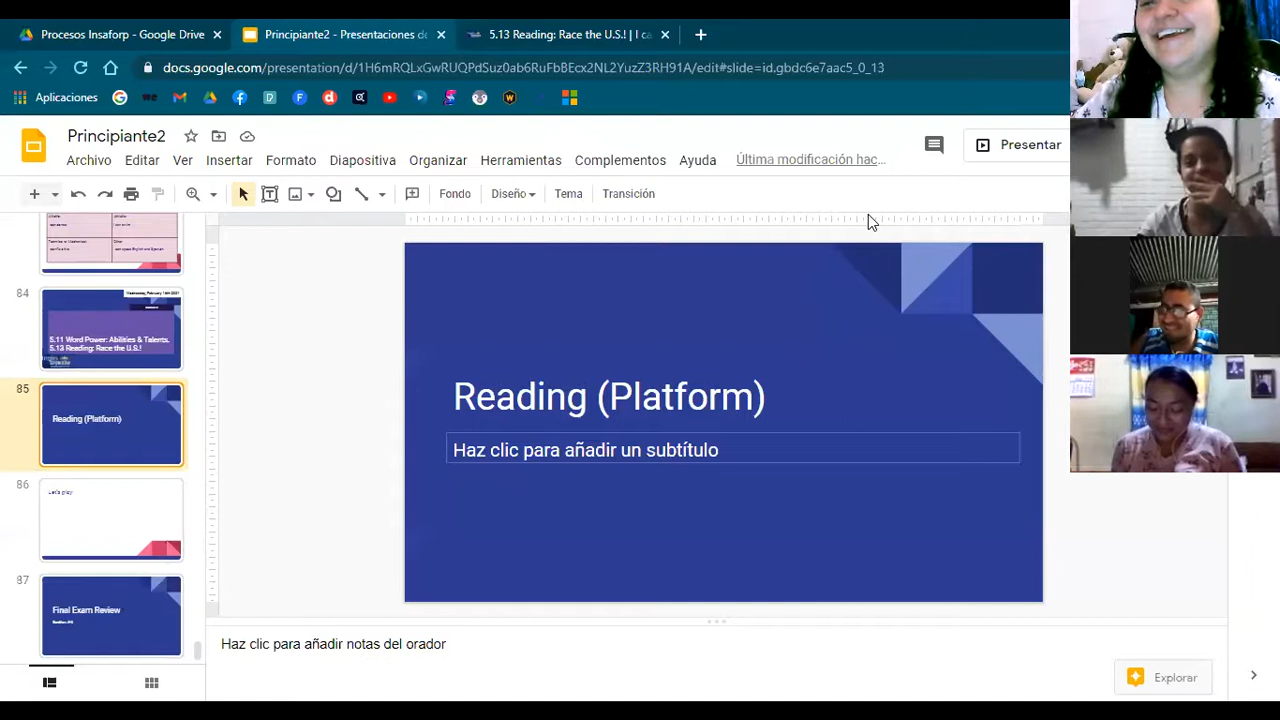 Procesos Insaforp - Google Drive
Principiante2 - Presentaciones de
5.13 Reading: Race the U.S.! | I ca
docs.google.com/presentation/d/1H6mRQLxGwRUQPdSuz0ab6RuFbBEcx2NL2YuzZ3RH91A/edit#slide=id.gbdc6e7aac5_0_13
Aplicaciones
Principiante2
Archivo Editar Ver Insertar Formato Diapositiva Organizar Herramientas Complementos Ayuda Última modificación hac...
Presentar
Fondo Diseño Tema Transición
84
5.11 Word Power: Abilities & Talents.
5.13 Reading: Race the U.S.!
85
Reading (Platform)
86
Let's play
87
Final Exam Review
Reading (Platform)
Haz clic para añadir un subtítulo
Haz clic para añadir notas del orador
Explorar